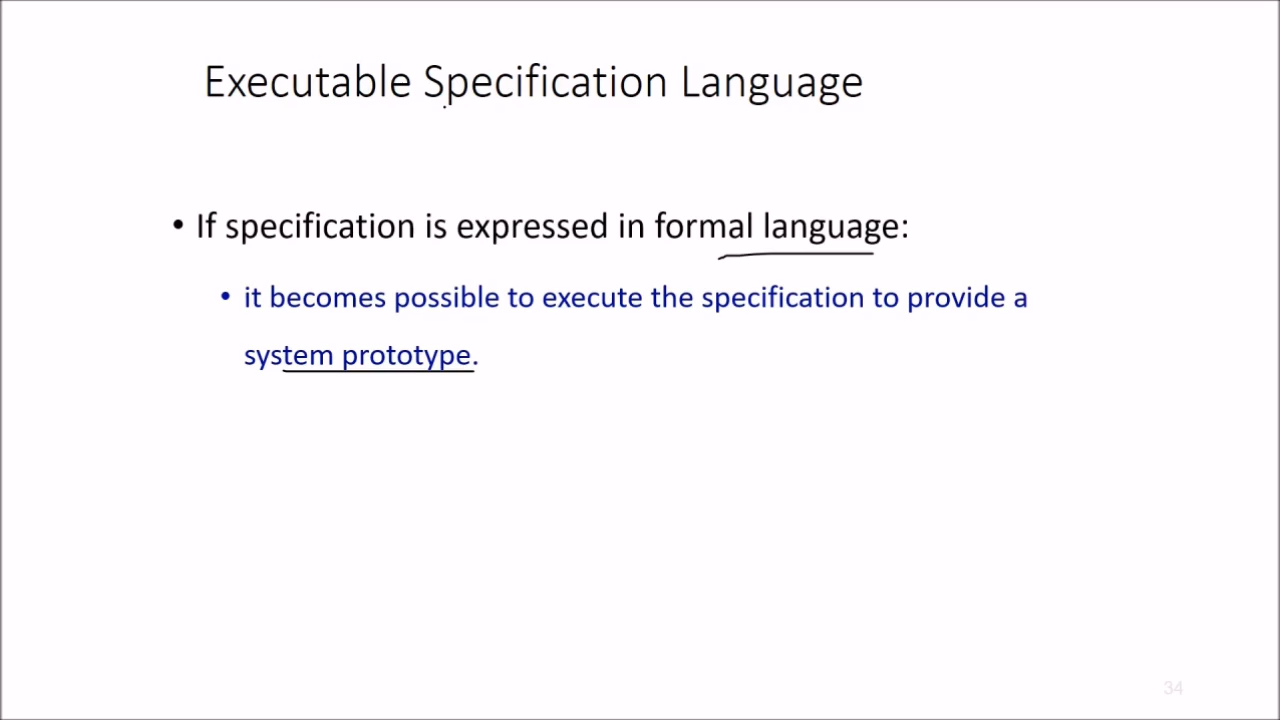 Executable Specification Language
• If specification is expressed in formal language:
• it becomes possible to execute the specification to provide a
system prototype.
34